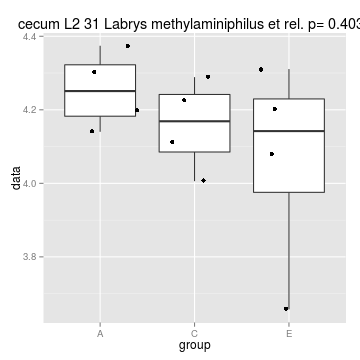 cecum L2 31 Labrys methylaminiphilus et rel. p= 0.403
4.4
4.2
4.0
3.8
data
A
C
E
group